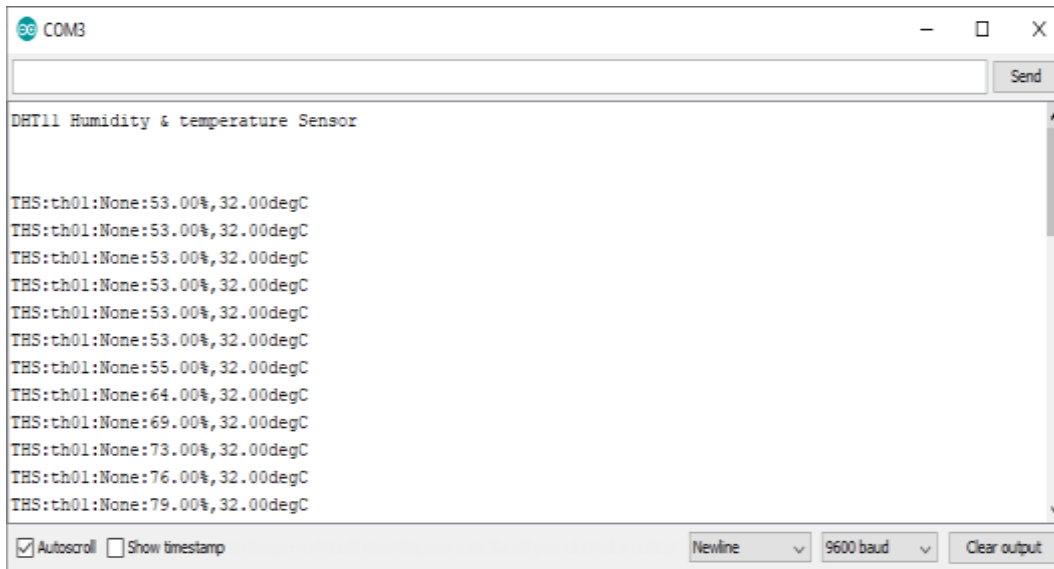 COM3
Send
DHT11 Humidity & temperature Sensor
THS:th01:None:53.00%,32.00degC
THS:th01:None:53.00%,32.00degC
THS:th01:None:53.00%,32.00degC
THS:th01:None:53.00%,32.00degC
THS:th01:None:53.00%,32.00degC
THS:th01:None:53.00%,32.00degC
THS:th01:None:55.00%,32.00degC
THS:th01:None:64.00%,32.00degC
THS:th01:None:69.00%,32.00degC
THS:th01:None:73.00%,32.00degC
THS:th01:None:76.00%,32.00degC
THS:th01:None:79.00%,32.00degC
Autoscroll Show timestamp Newline 9600 baud Clear output